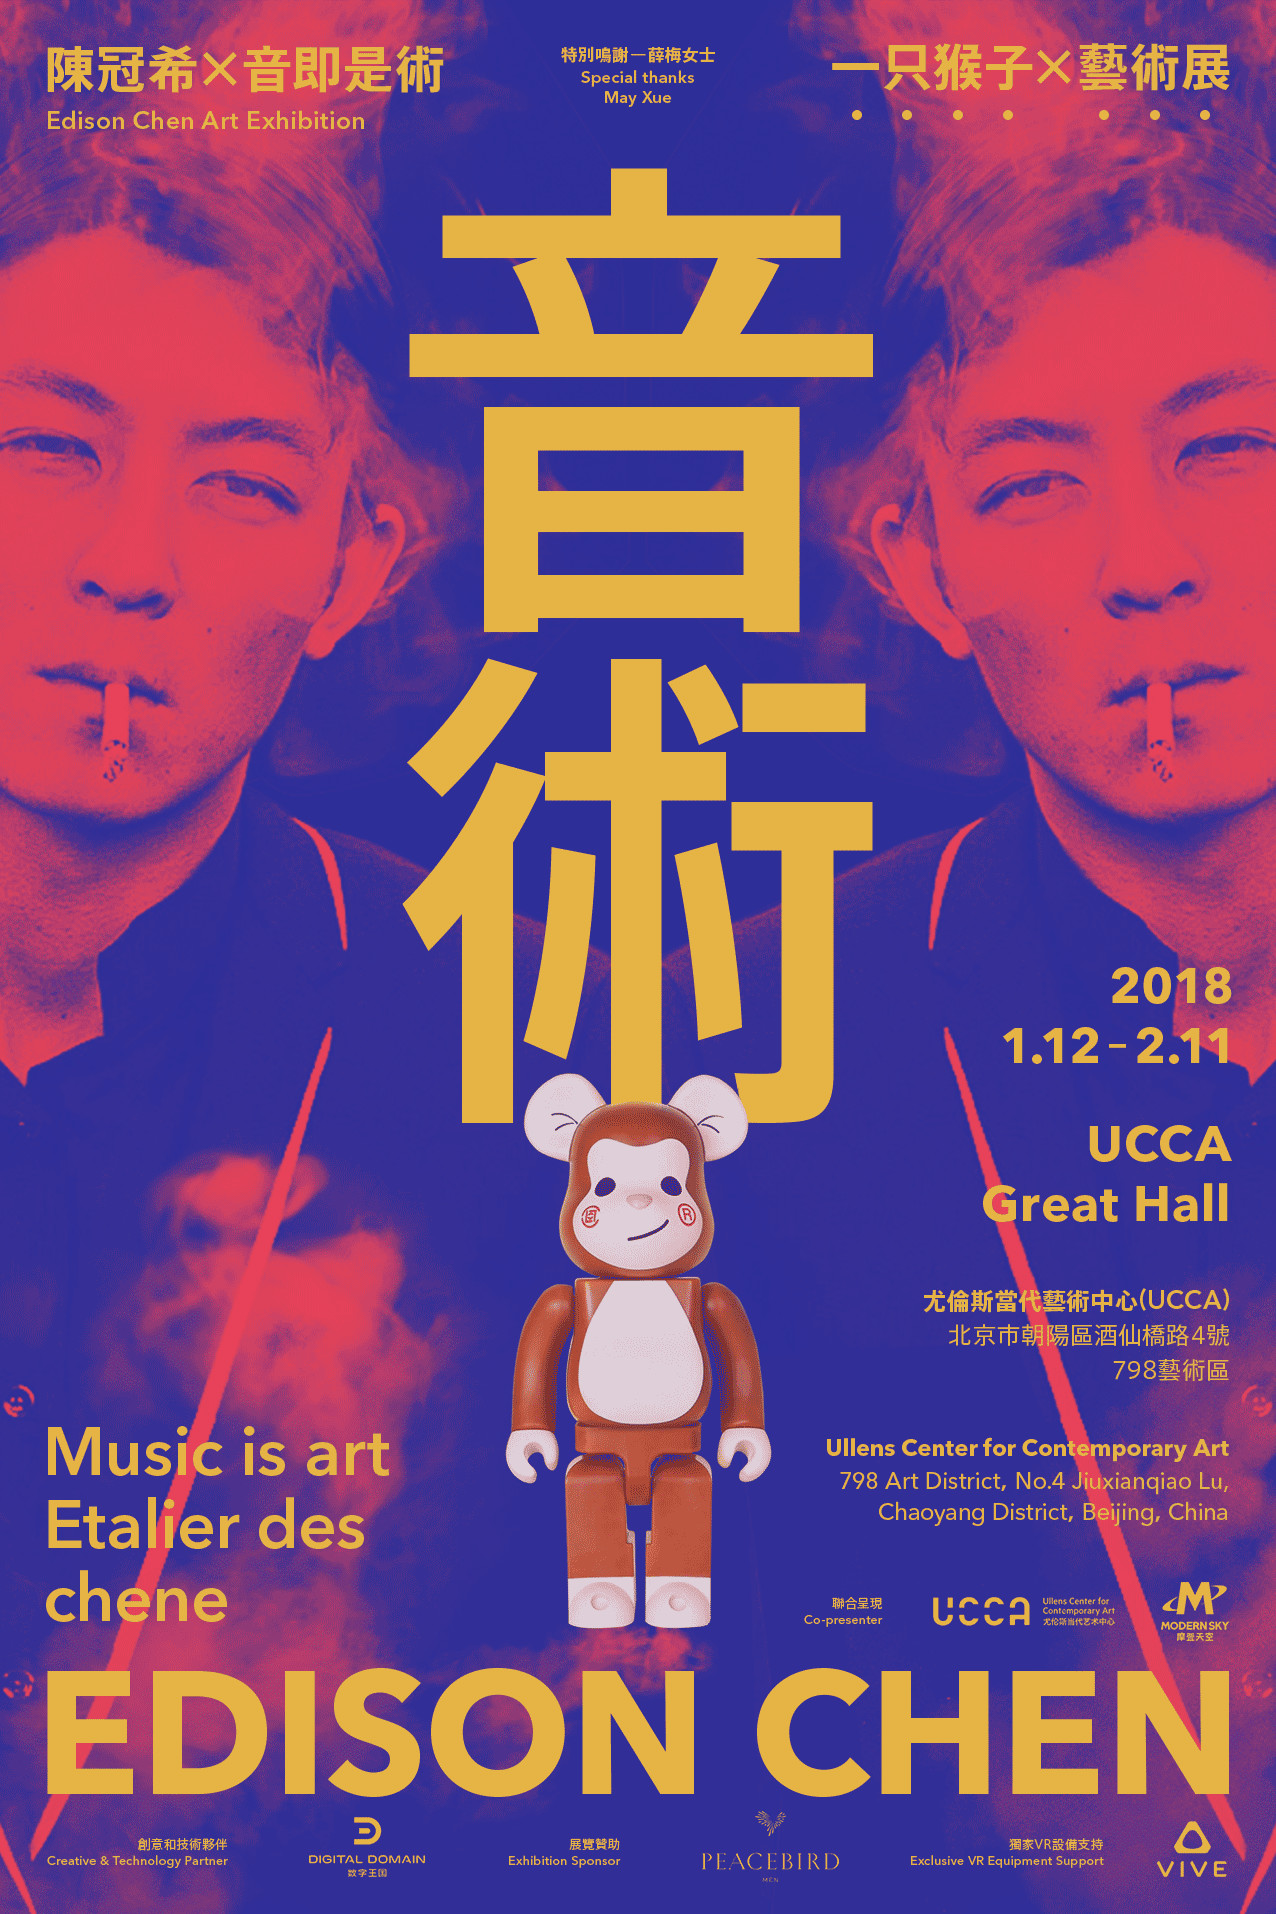 陳冠希×音即是術
Edison Chen Art Exhibition
特別鳴謝－薛梅女士
Special thanks
May Xue
一只猴子×藝術展
音術
2018
1.12 – 2.11
UCCA
Great Hall
尤倫斯當代藝術中心(UCCA)
北京市朝陽區酒仙橋路4號
798藝術區
Ullens Center for Contemporary Art
798 Art District, No.4 Jiuxianqiao Lu,
Chaoyang District, Beijing, China
Music is art
Etalier des
chene
聯合呈現
Co-presenter
UCCA
Ullens Center for
Contemporary Art
尤伦斯当代艺术中心
M
MODERNSKY
摩登天空
EDISON CHEN
創意和技術夥伴
Creative & Technology Partner
DIGITAL DOMAIN
数字王国
展覽贊助
Exhibition Sponsor
PEACEBIRD
MEN
獨家VR設備支持
Exclusive VR Equipment Support
VIVE